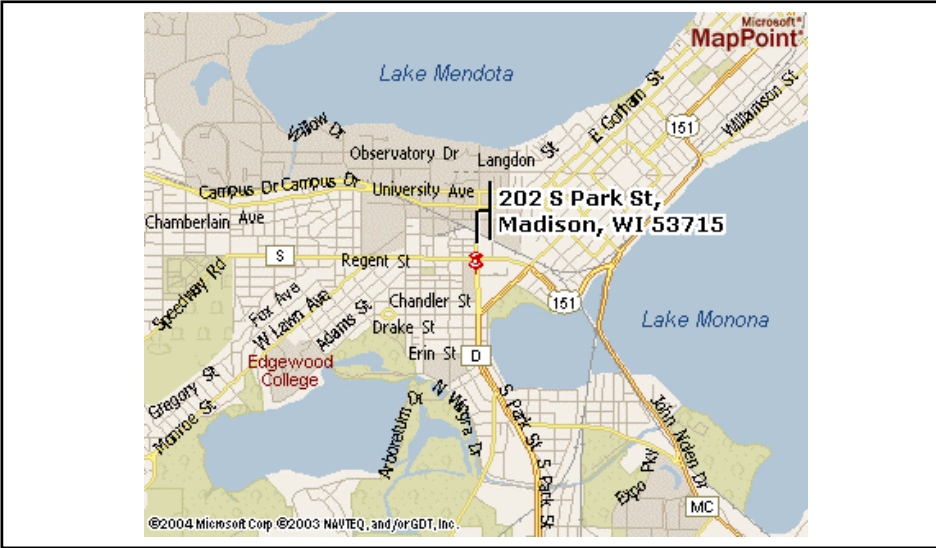 Microsoft®
MapPoint®
Lake Mendota
E Gorham St
151
Williamson St
Willow Dr
Observatory Dr
Langdon St
Campus Dr
Campus Dr
University Ave
202 S Park St,
Madison, WI 53715
Chamberlain Ave
S
Regent St
Speedway Rd
Fox Ave
W Lawn Ave
Adams St
Chandler St
151
Lake Monona
Drake St
Erin St
D
Edgewood
College
Gregory St
Monroe St
Arboretum Dr
N Wingra Dr
S Park St
S Park St
John Nolen Dr
Expo Pky
MC
©2004 Microsoft Corp ©2003 NAVTEQ, and/or GDT, Inc.